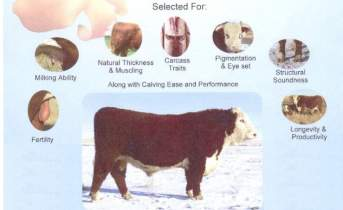 Selected For:
Milking Ability
Natural Thickness
& Muscling
Carcass
Traits
Pigmentation
& Eye set
Structural
Soundness
Along with Calving Ease and Performance
Fertility
Longevity &
Productivity